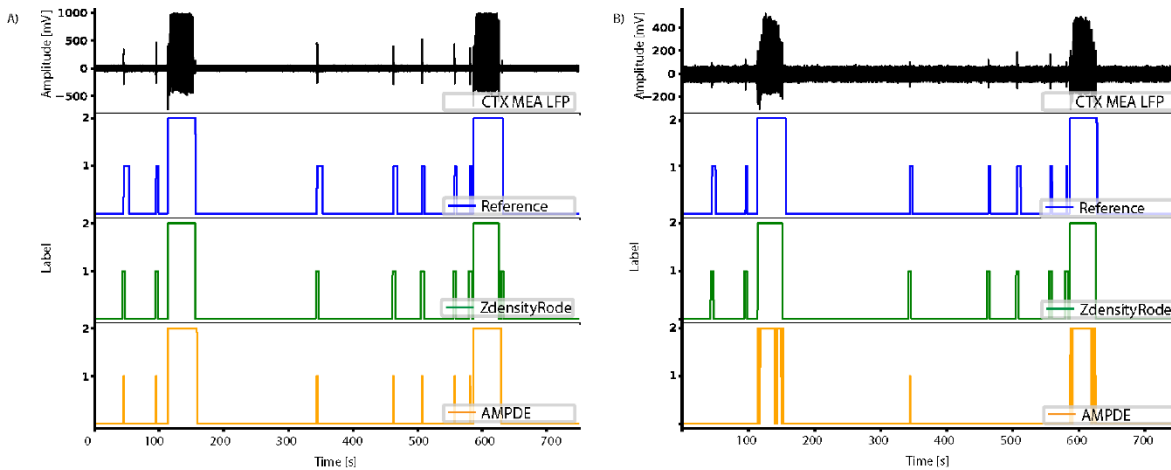 A)
Amplitude [mV]
1000
500
0
−500
CTX MEA LFP
2
1
Reference
Label
2
1
ZdensityRode
2
1
AMPDE
0 100 200 300 400 500 600 700
Time [s]
B)
Amplitude [mV]
400
200
0
−200
CTX MEA LFP
2
1
Reference
Label
2
1
ZdensityRode
2
1
AMPDE
100 200 300 400 500 600 700
Time [s]